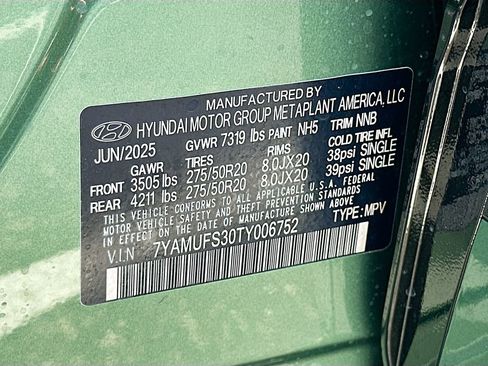 MANUFACTURED BY
HYUNDAI MOTOR GROUP METAPLANT AMERICA, LLC
JUN/2025 GVWR 7319 lbs PAINT NH5 TRIM NNB
GAWR TIRES RIMS COLD TIRE INFL.
FRONT 3505 lbs 275/50R20 8.0JX20 38psi SINGLE
REAR 4211 lbs 275/50R20 8.0JX20 39psi SINGLE
THIS VEHICLE CONFORMS TO ALL APPLICABLE U.S.A. FEDERAL
MOTOR VEHICLE SAFETY AND THEFT PREVENTION STANDARDS
IN EFFECT ON THE DATE OF MANUFACTURE SHOWN ABOVE.
V.I.N 7YAMUFS30TY006752 TYPE: MPV